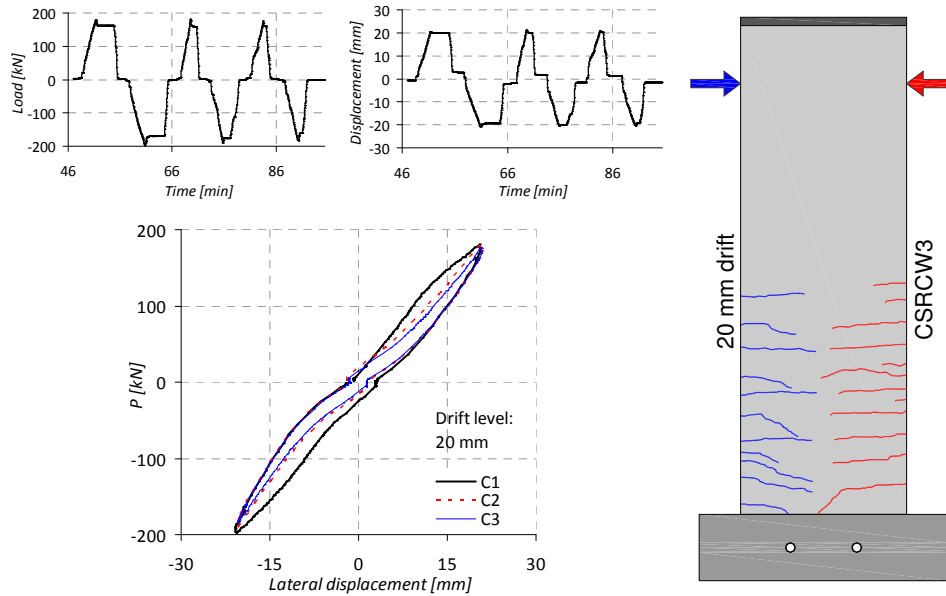 200
100
0
-100
-200
Load [kN]
46
66
86
Time [min]
30
20
10
0
-10
-20
-30
Displacement [mm]
46
66
86
Time [min]
200
100
0
-100
-200
P [kN]
-30
-15
0
15
30
Lateral displacement [mm]
Drift level:
20 mm
C1
C2
C3
20 mm drift
CSRCW3